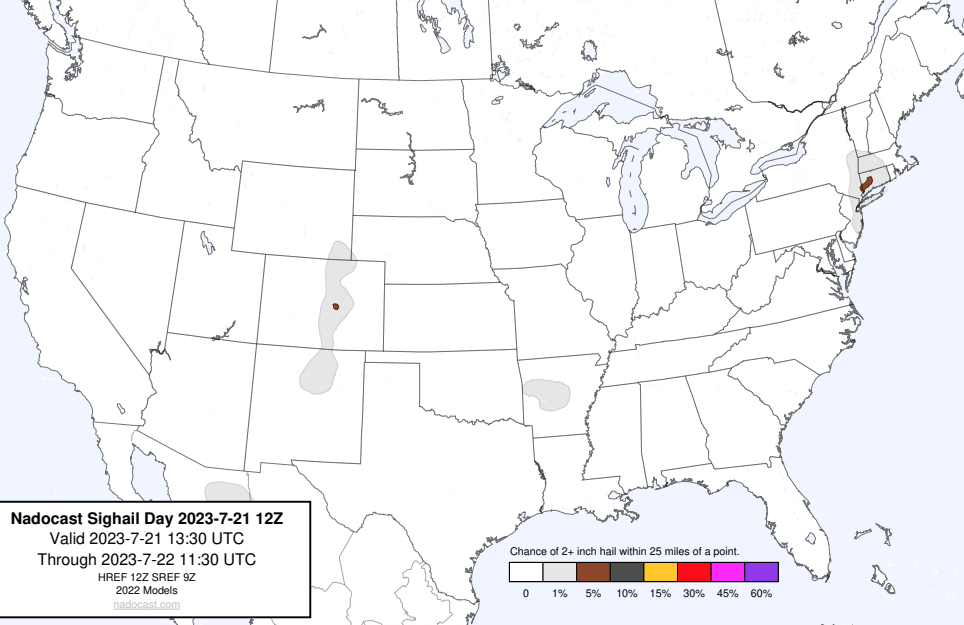 Nadocast Sighail Day 2023-7-21 12Z
Valid 2023-7-21 13:30 UTC
Through 2023-7-22 11:30 UTC
HREF 12Z SREF 9Z
2022 Models
nadocast.com
Chance of 2+ inch hail within 25 miles of a point.
0 1% 5% 10% 15% 30% 45% 60%